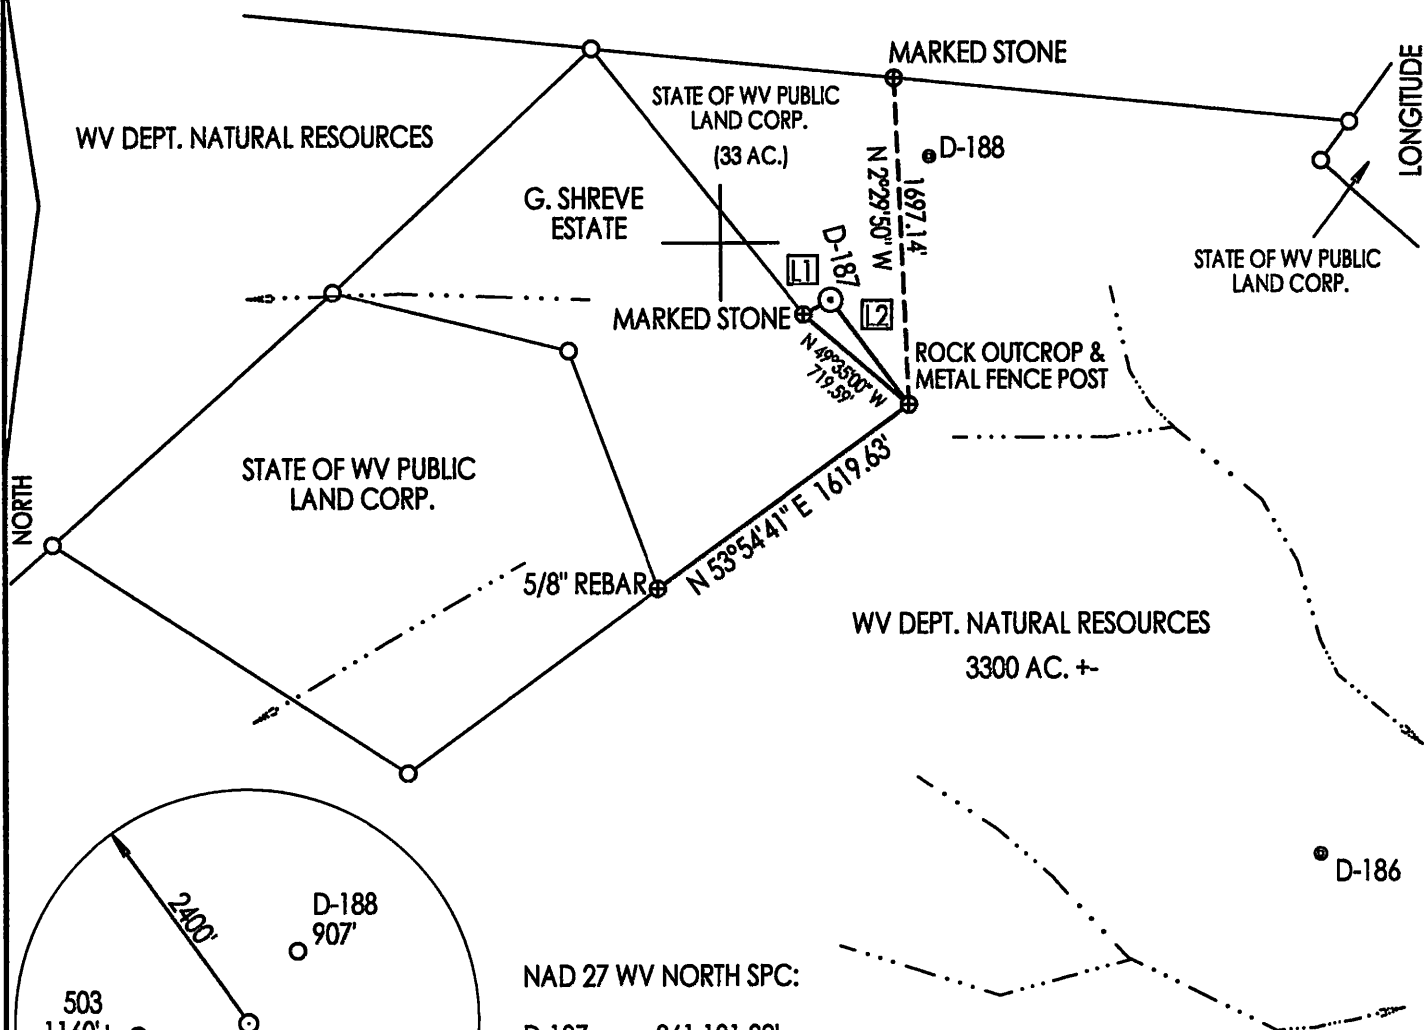 MARKED STONE
LONGITUDE
STATE OF WV PUBLIC
LAND CORP.
(33 AC.)
WV DEPT. NATURAL RESOURCES
D-188
N 2°29'50" W
1697.14'
G. SHREVE
ESTATE
D-187
L1
L2
STATE OF WV PUBLIC
LAND CORP.
MARKED STONE
N 49°35'00" W
719.59'
ROCK OUTCROP &
METAL FENCE POST
STATE OF WV PUBLIC
LAND CORP.
NORTH
N 53°54'41" E 1619.63'
5/8" REBAR
WV DEPT. NATURAL RESOURCES
3300 AC. +-
D-186
2400'
D-188
907'
NAD 27 WV NORTH SPC:
503